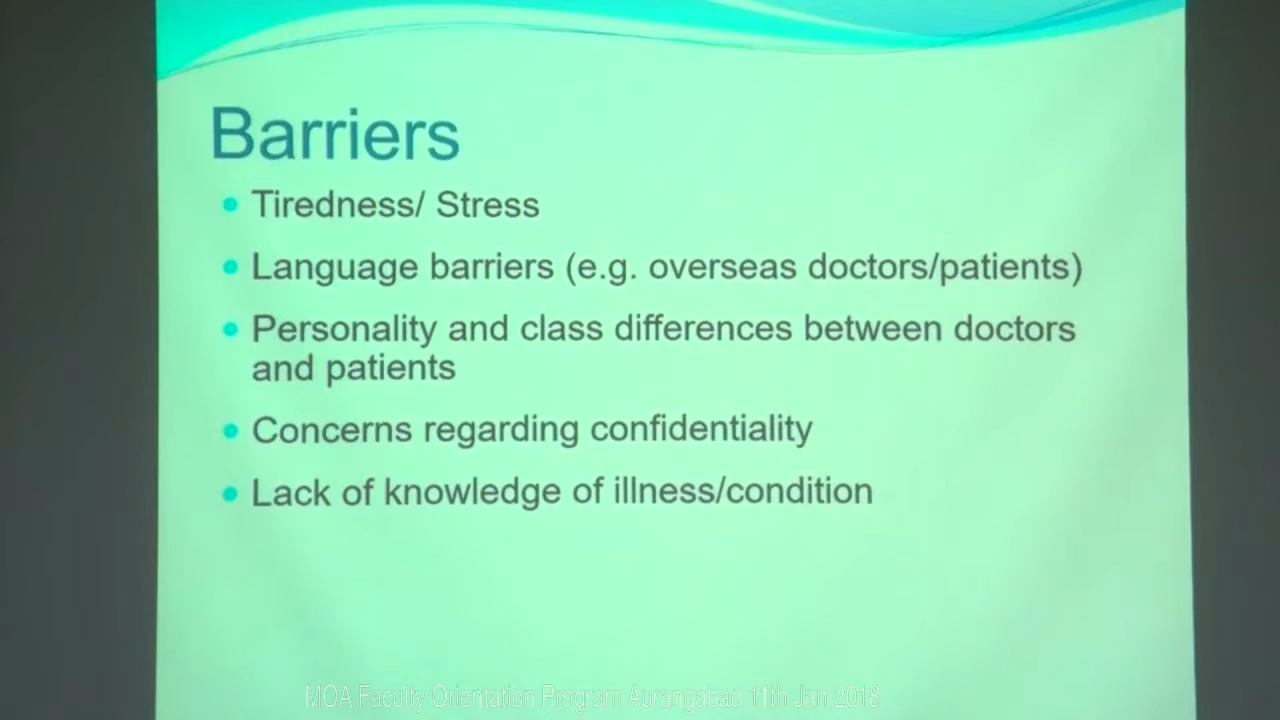 Barriers
• Tiredness/ Stress
• Language barriers (e.g. overseas doctors/patients)
• Personality and class differences between doctors
and patients
• Concerns regarding confidentiality
• Lack of knowledge of illness/condition
MOA Faculty Orientation Program Aurangabad 11th Jan 2018